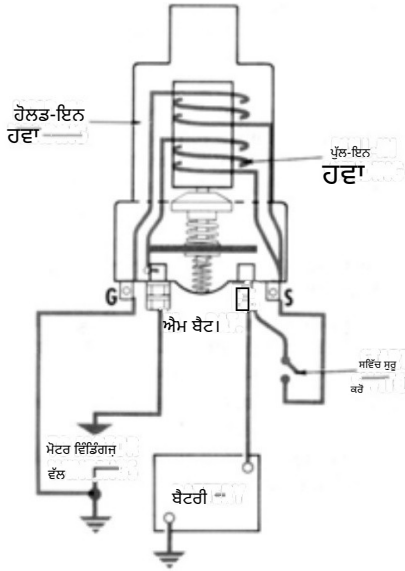 ਹੋਲਡ-ਇਨ
ਹਵਾ
ਪੁੱਲ-ਇਨ
ਹਵਾ
G
S
ਐਮ ਬੈਟ।
ਸਵਿੱਚ ਸੁਰੂ
ਕਰੋ
ਮੋਟਰ ਵਿੰਡਿੰਗਜ਼
ਵੱਲ
ਬੈਟਰੀ